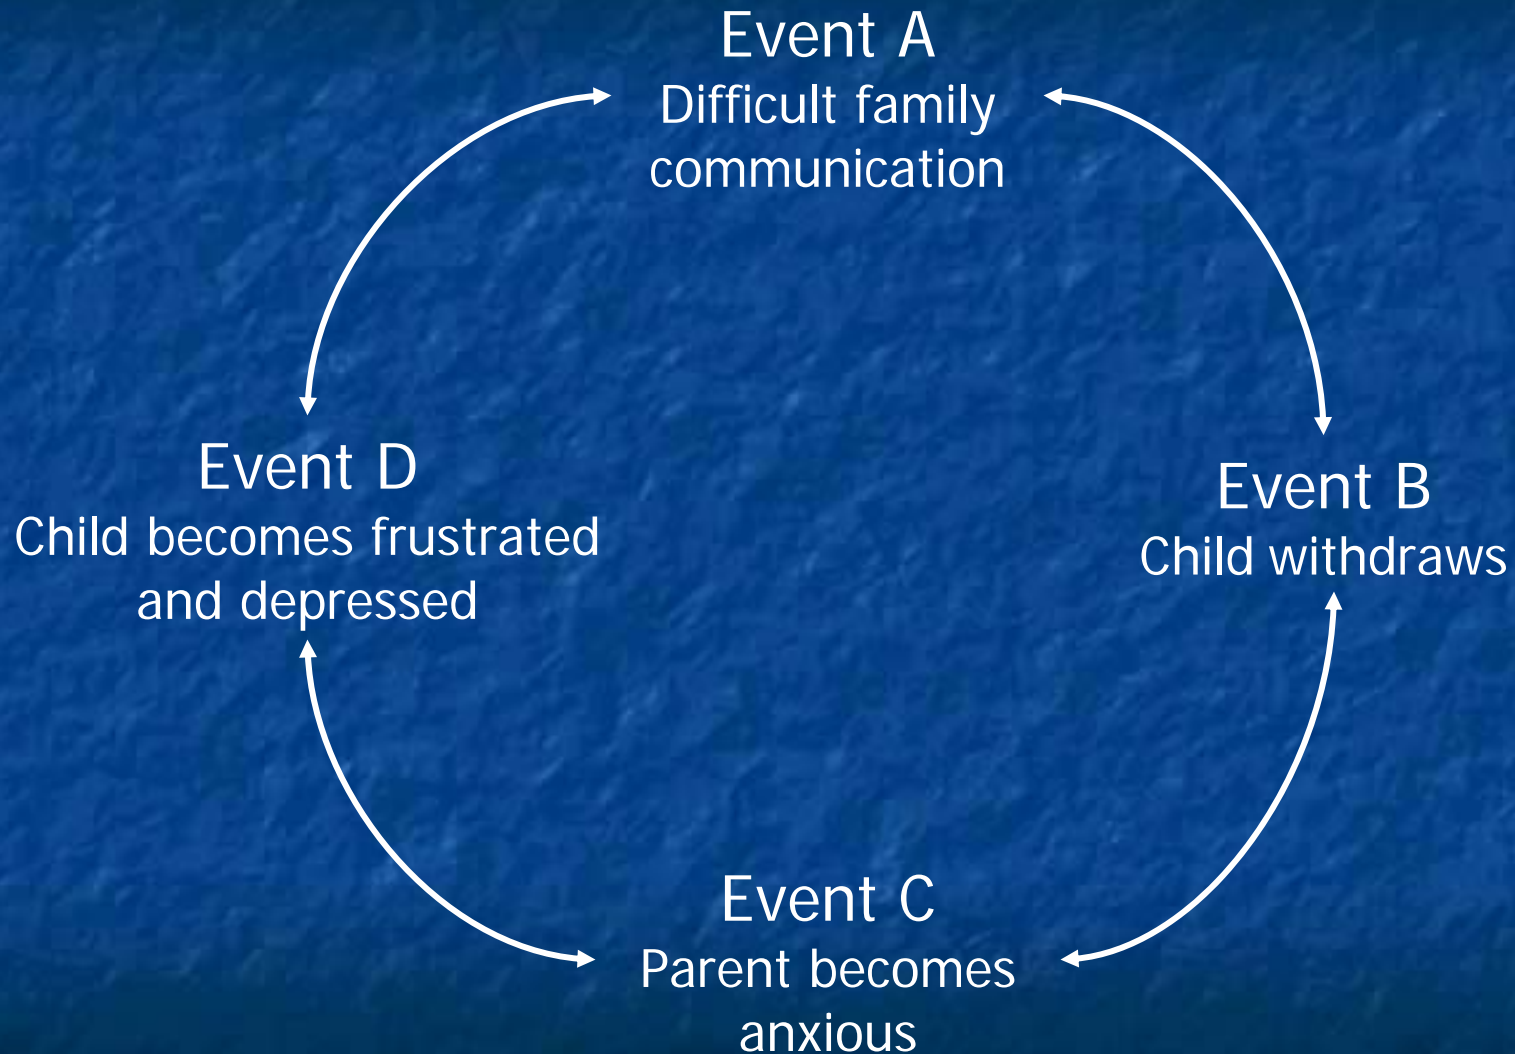 Event A
Difficult family
communication
Event D
Child becomes frustrated
and depressed
Event B
Child withdraws
Event C
Parent becomes
anxious